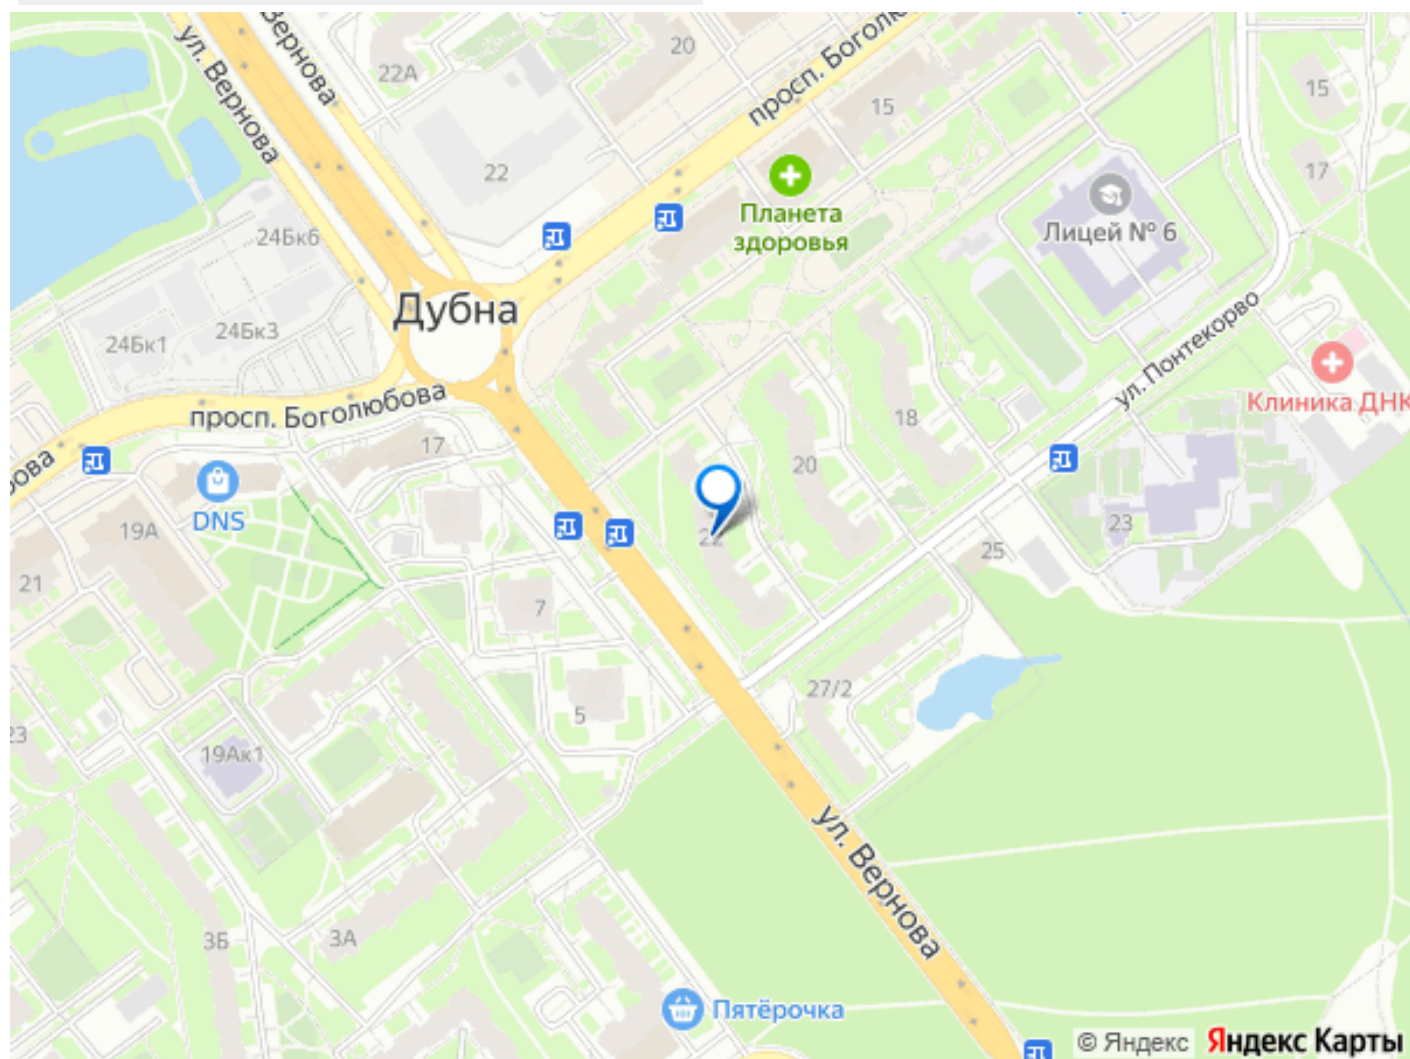 ул. Вернова
Вернова
22А
20
просп. Боголю
15
15
17
22
Планета
здоровья
Лицей № 6
24Бк6
24Бк1
24Бк3
Дубна
просп. Боголюбова
ул. Понтекорво
Клиника ДНК
17
18
20
рова
DNS
19А
22
23
25
21
7
5
27/2
23
19Ак1
ул. Вернова
3Б
3А
Пятёрочка
© Яндекс Яндекс Карты